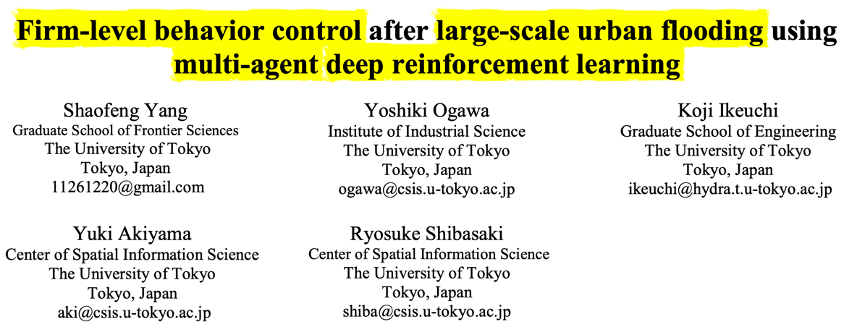 Firm-level behavior control after large-scale urban flooding using
multi-agent deep reinforcement learning
Shaofeng Yang
Graduate School of Frontier Sciences
The University of Tokyo
Tokyo, Japan
11261220@gmail.com
Yoshiki Ogawa
Institute of Industrial Science
The University of Tokyo
Tokyo, Japan
ogawa@csis.u-tokyo.ac.jp
Koji Ikeuchi
Graduate School of Engineering
The University of Tokyo
Tokyo, Japan
ikeuchi@hydra.t.u-tokyo.ac.jp
Yuki Akiyama
Center of Spatial Information Science
The University of Tokyo
Tokyo, Japan
aki@csis.u-tokyo.ac.jp
Ryosuke Shibasaki
Center of Spatial Information Science
The University of Tokyo
Tokyo, Japan
shiba@csis.u-tokyo.ac.jp